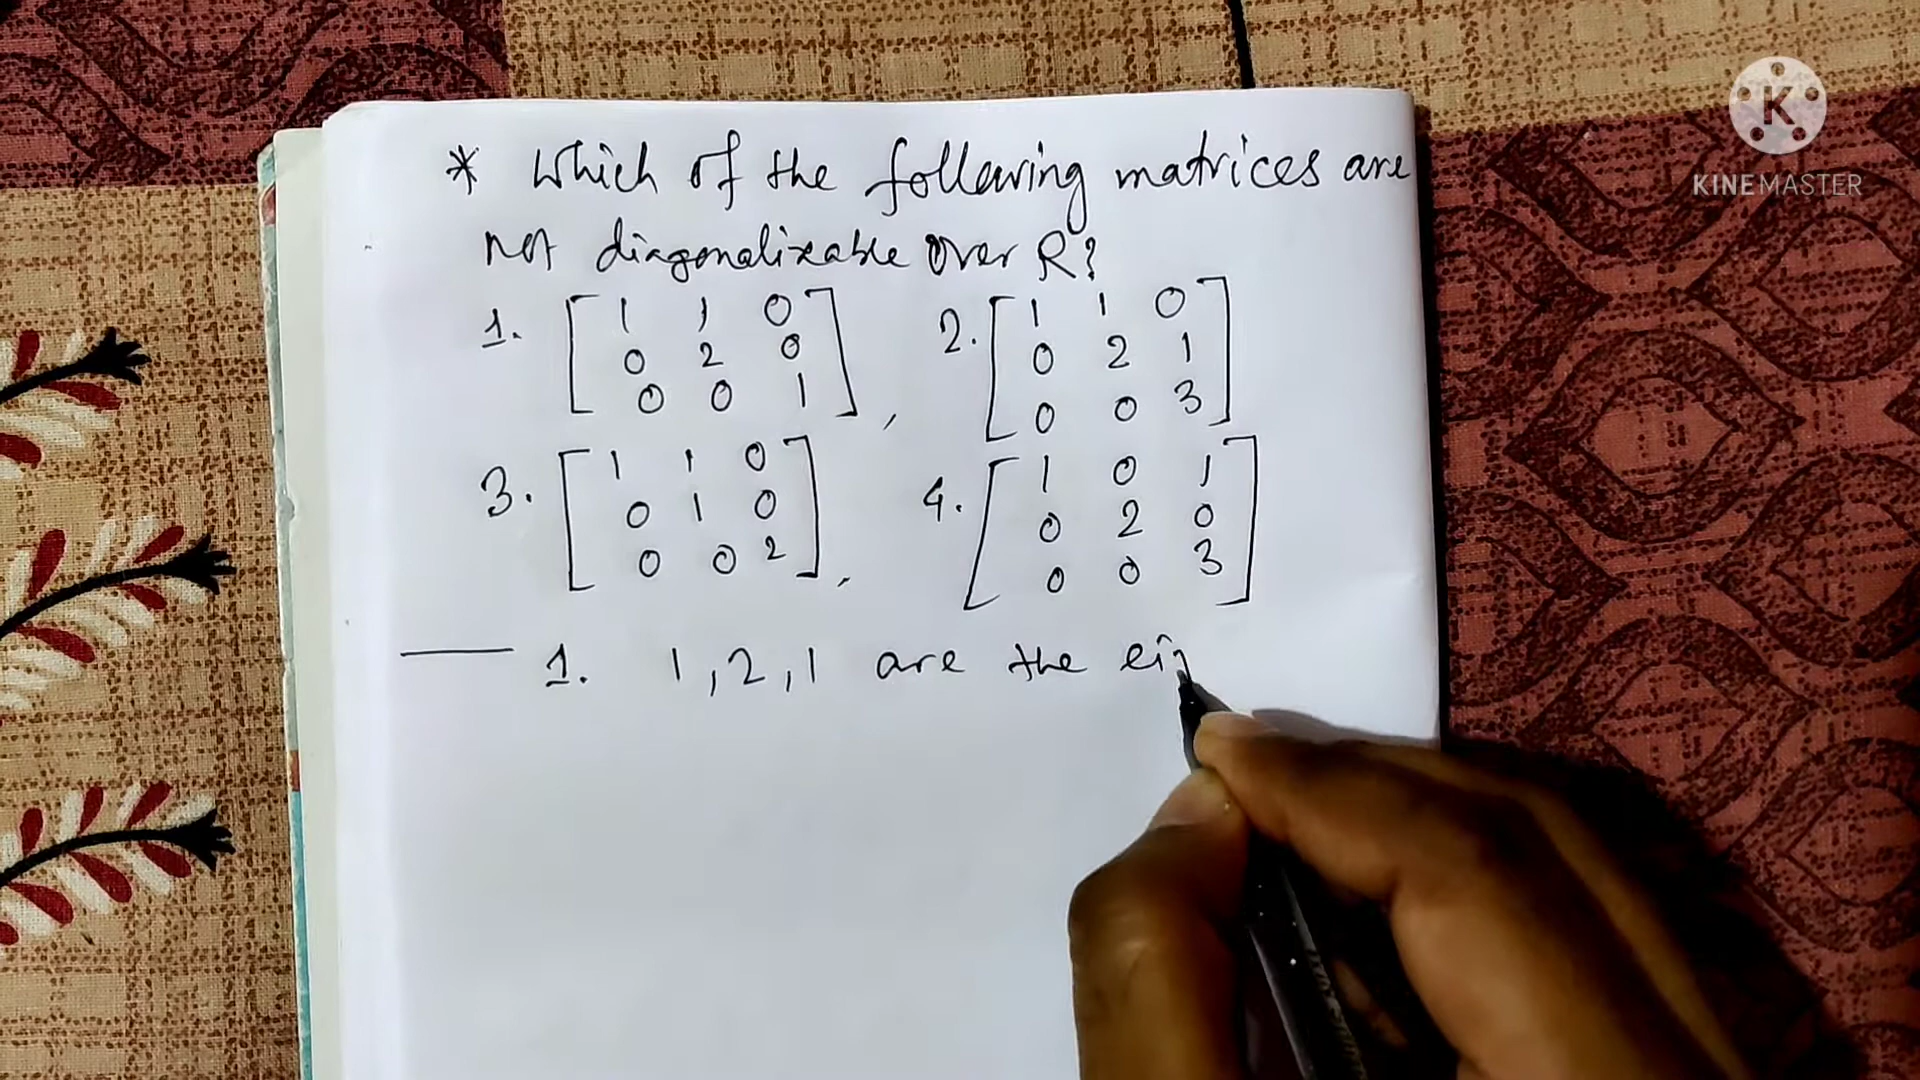 * Which of the following matrices are
not diagonalizable over R?
1. [ 1 1 0
0 2 0
0 0 1 ] ,
2. [ 1 1 0
0 2 1
0 0 3 ]
3. [ 1 1 0
0 1 0
0 0 2 ] ,
4. [ 1 0 1
0 2 0
0 0 3 ]
1. 1, 2, 1 are the eig
K
KINEMASTER